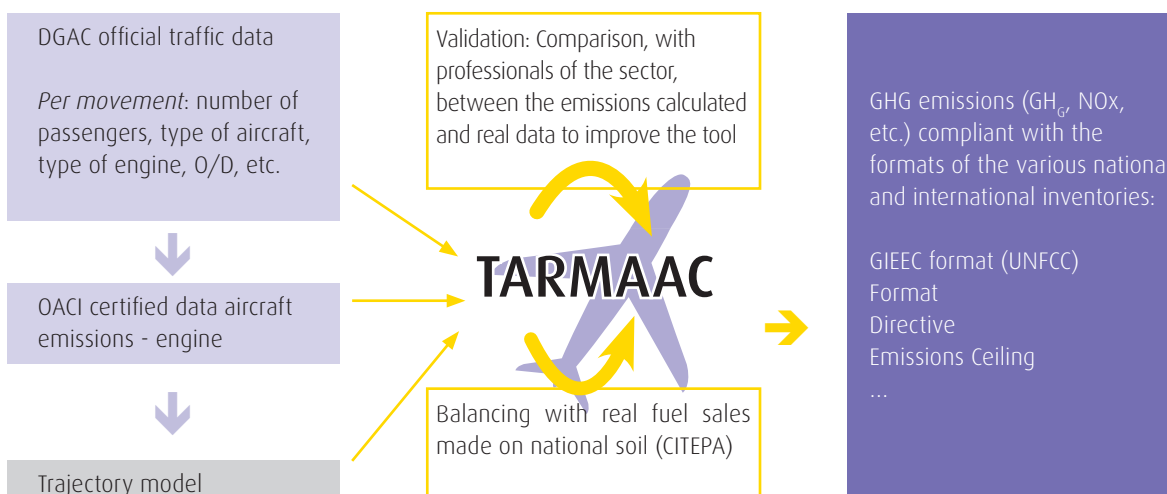 DGAC official traffic data
Per movement: number of
passengers, type of aircraft,
type of engine, O/D, etc.
OACI certified data aircraft
emissions - engine
Trajectory model
Validation: Comparison, with
professionals of the sector,
between the emissions calculated
and real data to improve the tool
TARMAAC
Balancing with real fuel sales
made on national soil (CITEPA)
GHG emissions (GHG, NOx,
etc.) compliant with the
formats of the various nationa
and international inventories:
GIEEC format (UNFCC)
Format
Directive
Emissions Ceiling
...